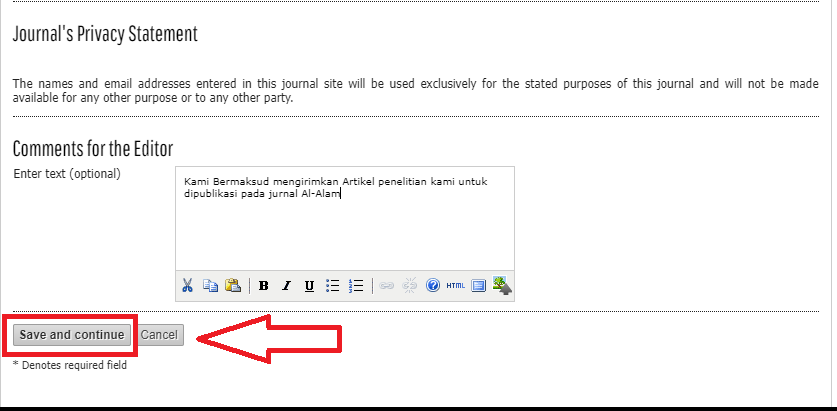 Journal's Privacy Statement
The names and email addresses entered in this journal site will be used exclusively for the stated purposes of this journal and will not be made
available for any other purpose or to any other party.
Comments for the Editor
Enter text (optional)
Kami Bermaksud mengirimkan Artikel penelitian kami untuk
dipublikasi pada jurnal Al-Alam
B I U HTML
Save and continue Cancel
* Denotes required field